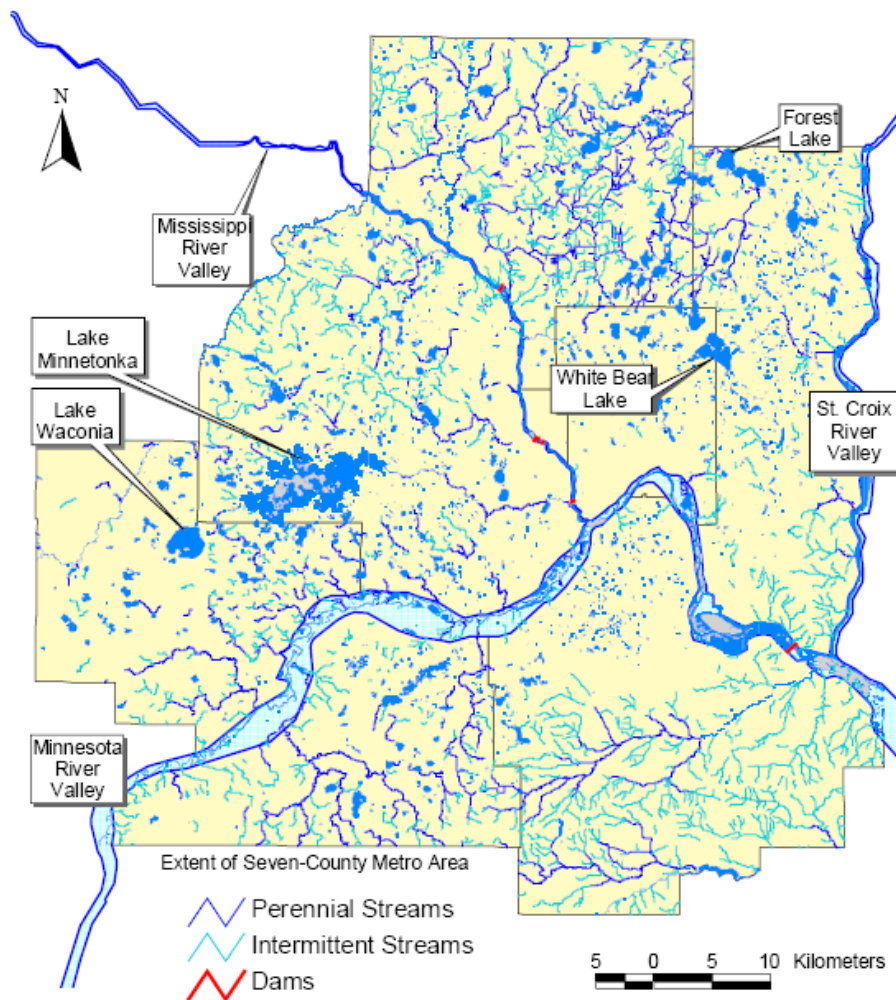 N
Forest
Lake
Mississippi
River
Valley
Lake
Minnetonka
White Bear
Lake
Lake
Waconia
St. Croix
River
Valley
Minnesota
River
Valley
Extent of Seven-County Metro Area
Perennial Streams
Intermittent Streams
Dams
5 0 5 10 Kilometers